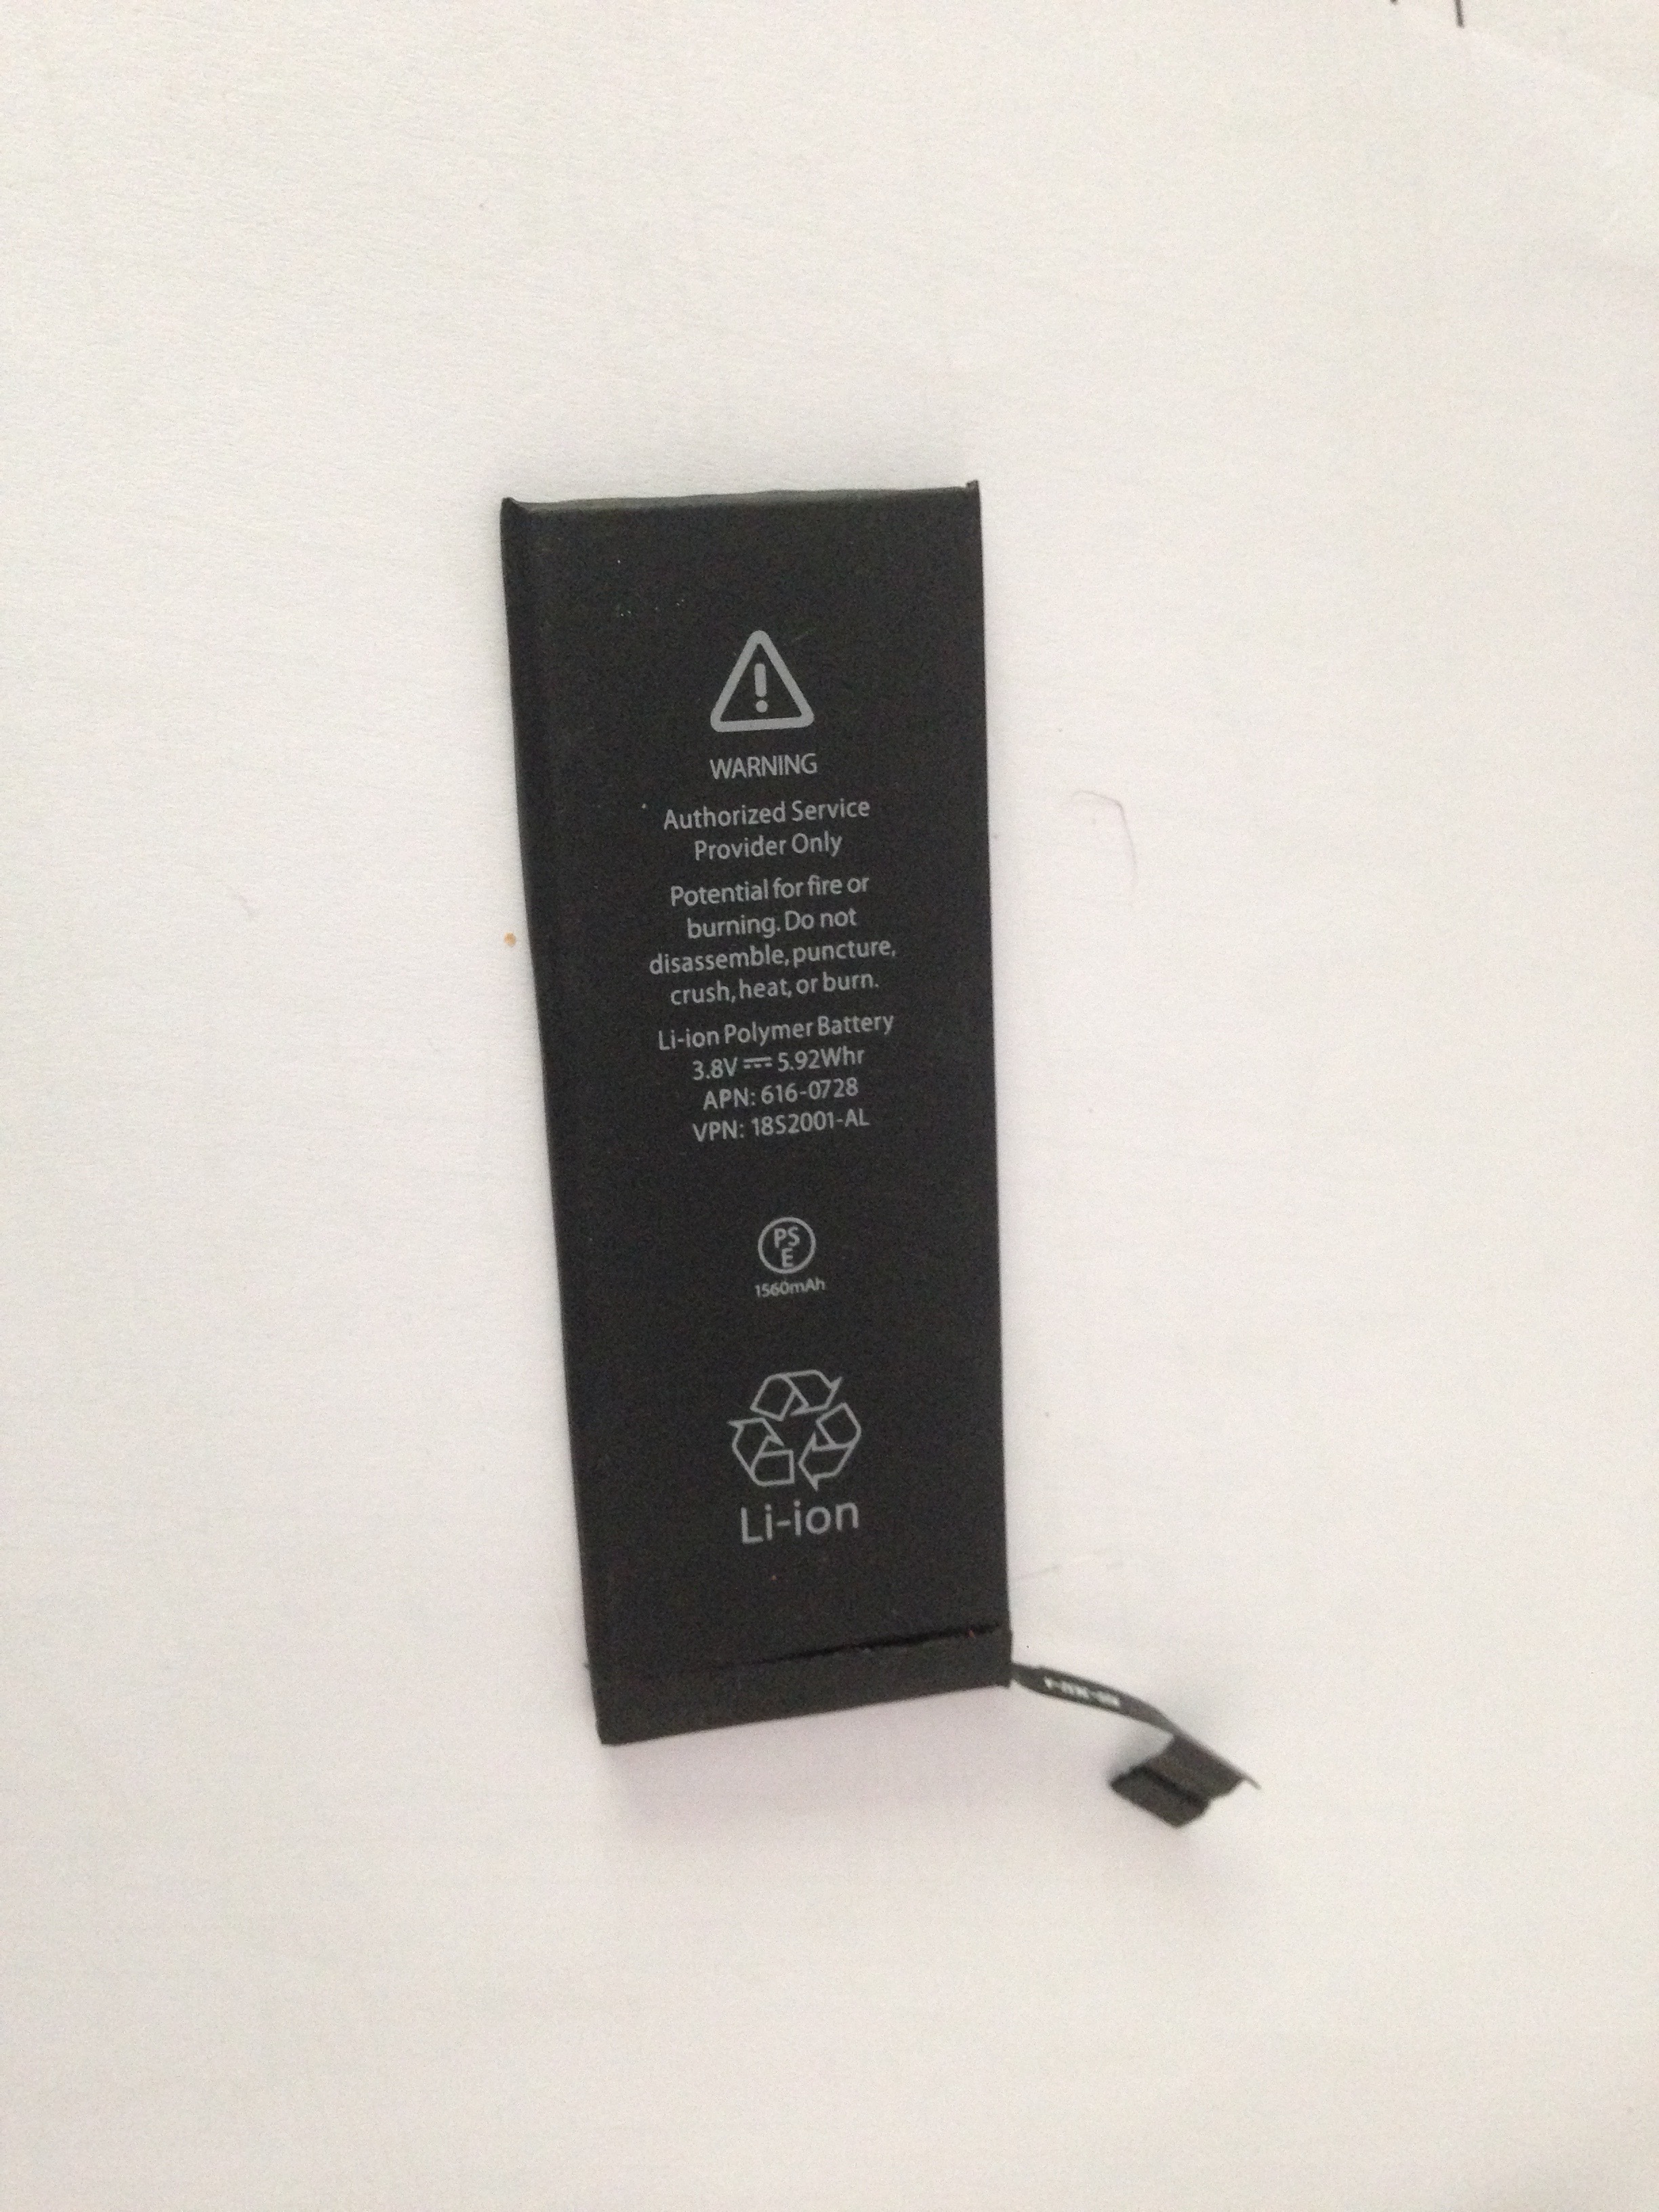 WARNING
Authorized Service
Provider Only
Potential for fire or
burning. Do not
disassemble, puncture,
crush, heat, or burn.
Li-ion Polymer Battery
3.8V ⎓ 5.92Whr
APN: 616-0728
VPN: 18S2001-AL
PS
E
1560mAh
Li-ion